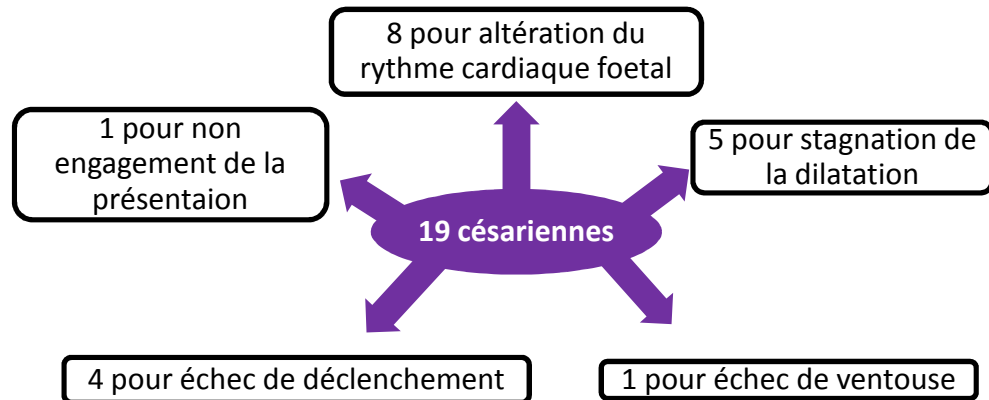 8 pour altération du
rythme cardiaque foetal
1 pour non
engagement de la
présentaion
5 pour stagnation de
la dilatation
19 césariennes
4 pour échec de déclenchement
1 pour échec de ventouse